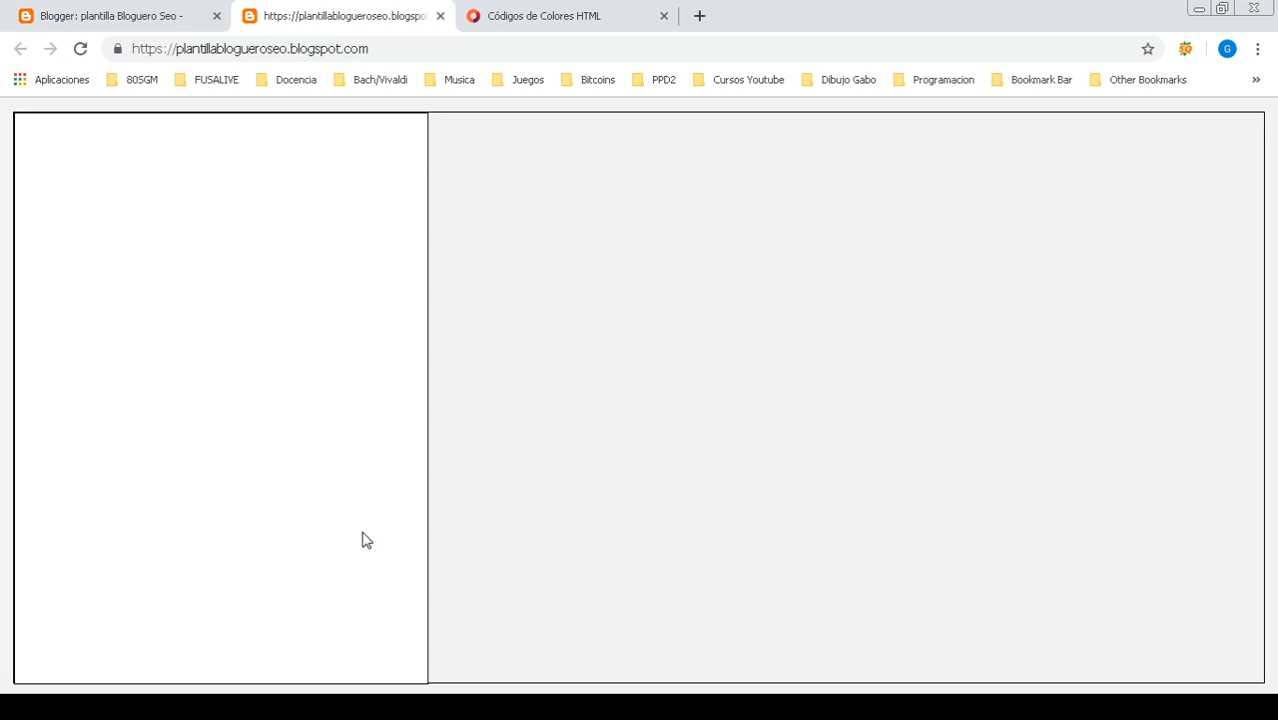 Blogger: plantilla Bloguero Seo - https://plantillablogueroseo.blogspot Códigos de Colores HTML
https://plantillablogueroseo.blogspot.com
Aplicaciones 80SGM FUSALIVE Docencia Bach/Vivaldi Musica Juegos Bitcoins PPD2 Cursos Youtube Dibujo Gabo Programacion Bookmark Bar Other Bookmarks »